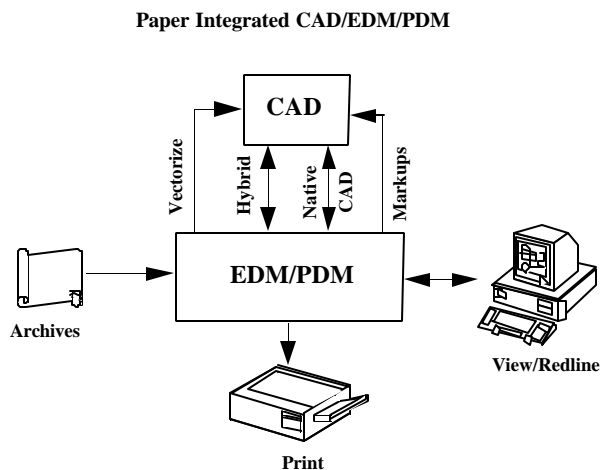 Paper Integrated CAD/EDM/PDM
CAD
Vectorize
Hybrid
Native
CAD
Markups
EDM/PDM
Archives
View/Redline
Print